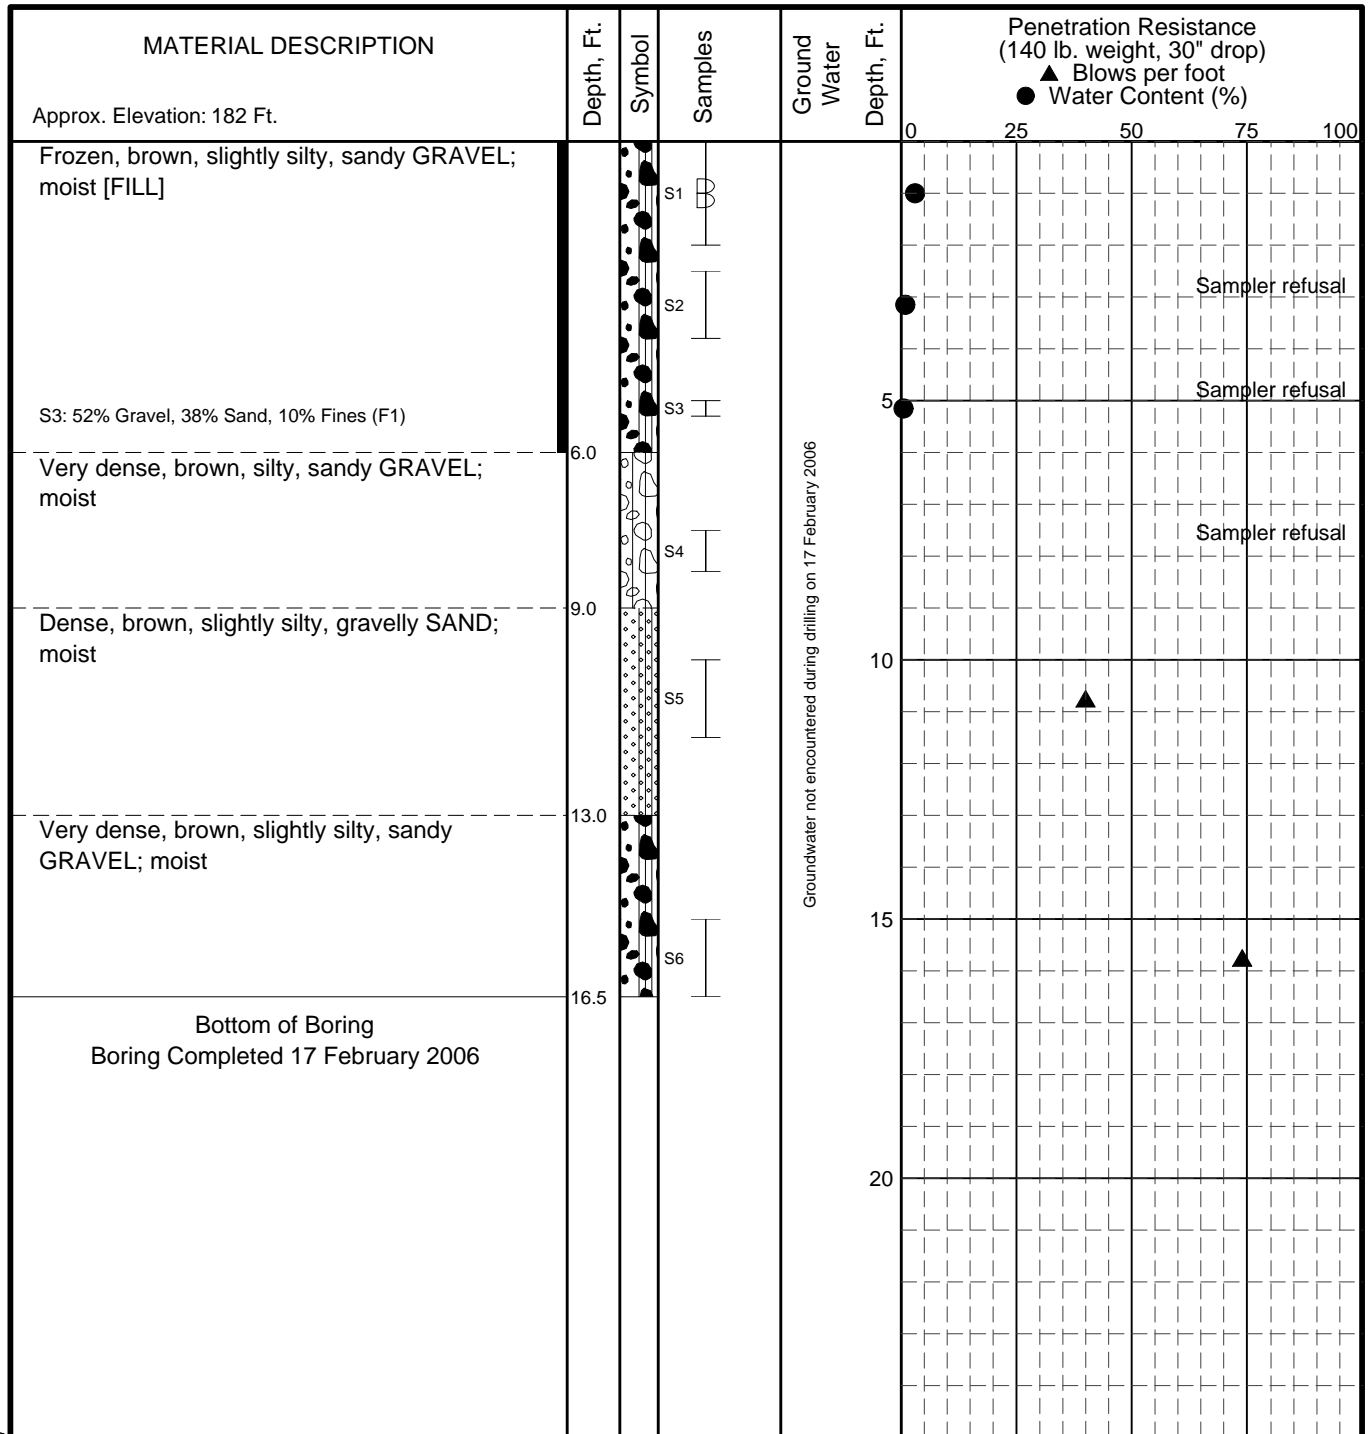 MATERIAL DESCRIPTION
Approx. Elevation: 182 Ft.
Depth, Ft.
Symbol
Samples
Ground
Water
Depth, Ft.
Penetration Resistance
(140 lb. weight, 30" drop)
▲ Blows per foot
● Water Content (%)
0 25 50 75 100
Frozen, brown, slightly silty, sandy GRAVEL;
moist [FILL]
S1
B
S2
Sampler refusal
Sampler refusal
5
S3: 52% Gravel, 38% Sand, 10% Fines (F1)
S3
6.0
Very dense, brown, silty, sandy GRAVEL;
moist
S4
Sampler refusal
9.0
Dense, brown, slightly silty, gravelly SAND;
moist
10
S5
Groundwater not encountered during drilling on 17 February 2006
13.0
Very dense, brown, slightly silty, sandy
GRAVEL; moist
15
S6
16.5
Bottom of Boring
Boring Completed 17 February 2006
20